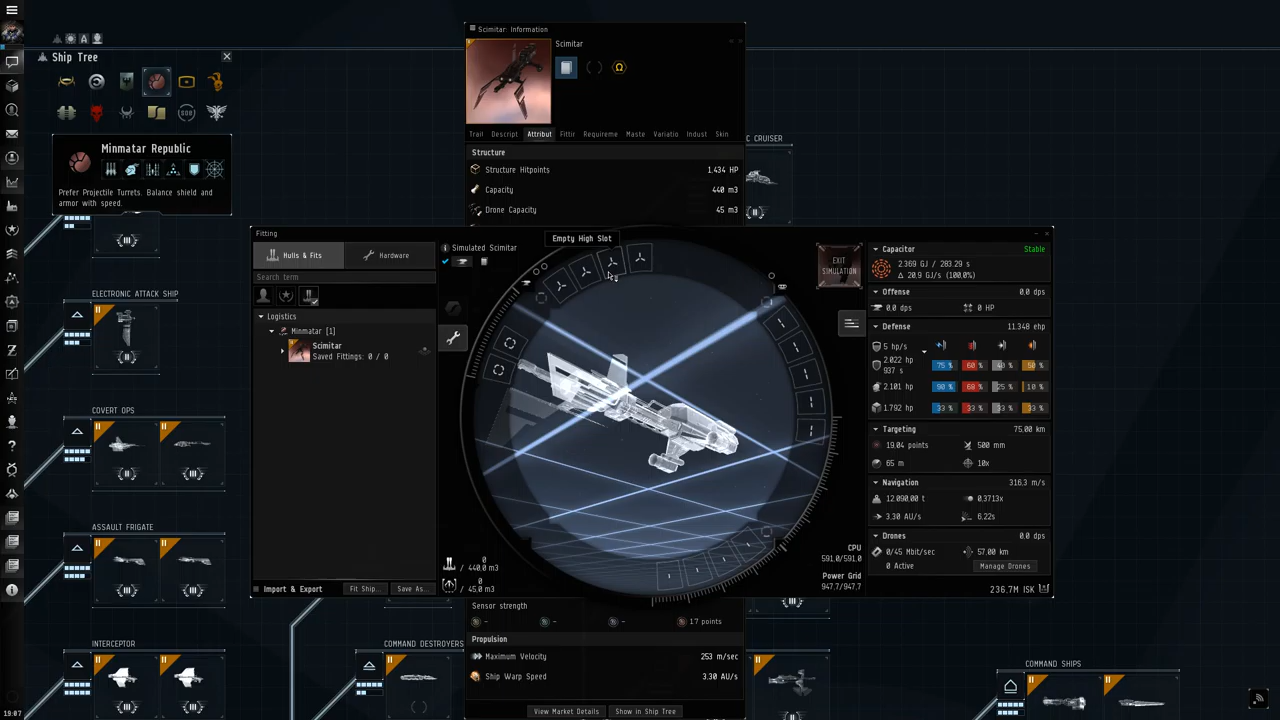 Ship Tree
Minmatar Republic
Prefer Projectile Turrets. Balance shield and
armor with speed.
ELECTRONIC ATTACK SHIP
COVERT OPS
ASSAULT FRIGATE
INTERCEPTOR
COMMAND DESTROYERS
COMMAND SHIPS
C CRUISER
19:07
Scimitar: Information
Scimitar
Trail Descript Attribut Fittir Requireme Maste Variatio Indust Skin
Structure
Structure Hitpoints 1,434 HP
Capacity 440 m3
Drone Capacity 45 m3
Fitting
Hulls & Fits Hardware
Search term
Logistics
Minmatar [1]
Scimitar
Saved Fittings: 0 / 0
Import & Export Fit Ship... Save As...
Simulated Scimitar
Empty High Slot
EXIT
SIMULATION
0
/ 440.0 m3
0
/ 45.0 m3
CPU
591.0/591.0
Power Grid
947.7/947.7
Capacitor Stable
2.369 GJ / 283.29 s
Δ 20.9 GJ/s (100.0%)
Offense 0.0 dps
0.0 dps 0 HP
Defense 11.348 ehp
5 hp/s
2.022 hp
937 s
75 % 60 % 40 % 50 %
2.101 hp 90 % 68 % 25 % 10 %
1.792 hp 33 % 33 % 33 % 33 %
Targeting 75.00 km
19.04 points 500 mm
65 m 10x
Navigation 316.3 m/s
12.090.00 t 0.3713x
3.30 AU/s 6.22s
Drones 0.0 dps
0/45 Mbit/sec 57.00 km
0 Active Manage Drones
236.7M ISK
Sensor strength
- - - 17 points
Propulsion
Maximum Velocity 253 m/sec
Ship Warp Speed 3.30 AU/s
View Market Details Show in Ship Tree